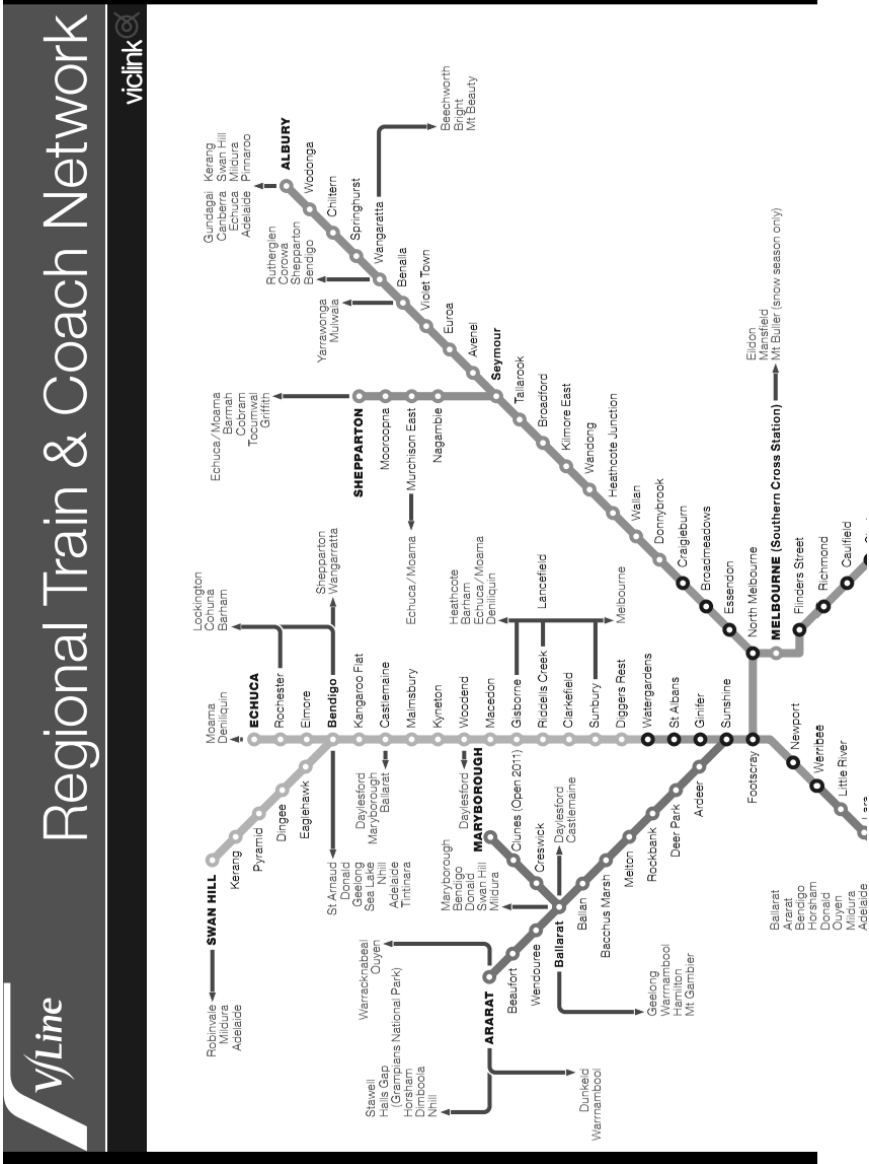 Regional Train & Coach Network
V/Line
viclink
Robinvale
Mildura
Adelaide
SWAN HILL
Kerang
Pyramid
Dingee
Eaglehawk
Moama
Deniliquin
ECHUCA
Rochester
Elmore
Bendigo
Kangaroo Flat
Castlemaine
Malmsbury
Kyneton
Woodend
Macedon
Gisborne
Riddells Creek
Clarkefield
Sunbury
Diggers Rest
Watergardens
St Albans
Ginifer
Sunshine
Footscray
Lockington
Cohuna
Barham
Shepparton
Wangarratta
St Arnaud
Donald
Geelong
Sea Lake
Nhill
Adelaide
Tintinara
Daylesford
Maryborough
Ballarat
Daylesford
Heathcote
Barham
Echuca/Moama
Deniliquin
Lancefield
Melbourne
MARYBOROUGH
Clunes (Open 2011)
Creswick
Maryborough
Bendigo
Donald
Swan Hill
Mildura
Daylesford
Castlemaine
Warracknabeal
Ouyen
Stawell
Halls Gap
(Grampians National Park)
Horsham
Dimboola
Nhill
ARARAT
Beaufort
Wendouree
Ballarat
Ballan
Bacchus Marsh
Melton
Rockbank
Deer Park
Ardeer
Dunkeld
Warrnambool
Geelong
Warrnambool
Hamilton
Mt Gambier
Gundagai
Canberra
Echuca
Adelaide
Kerang
Swan Hill
Mildura
Pinnaroo
ALBURY
Wodonga
Chiltern
Springhurst
Wangaratta
Benalla
Violet Town
Euroa
Avenel
Seymour
Tallarook
Broadford
Kilmore East
Wandong
Heathcote Junction
Wallan
Donnybrook
Craigieburn
Broadmeadows
Essendon
North Melbourne
MELBOURNE (Southern Cross Station)
Flinders Street
Richmond
Caulfield
Beechworth
Bright
Mt Beauty
Rutherglen
Corowa
Shepparton
Bendigo
Yarrawonga
Mulwala
Echuca/Moama
Barmah
Cobram
Tocumwal
Griffith
SHEPPARTON
Mooroopna
Murchison East
Nagambie
Echuca/Moama
Eildon
Mansfield
Mt Buller (snow season only)
Newport
Werribee
Little River
Lara
Ballarat
Ararat
Bendigo
Horsham
Donald
Ouyen
Mildura
Adelaide